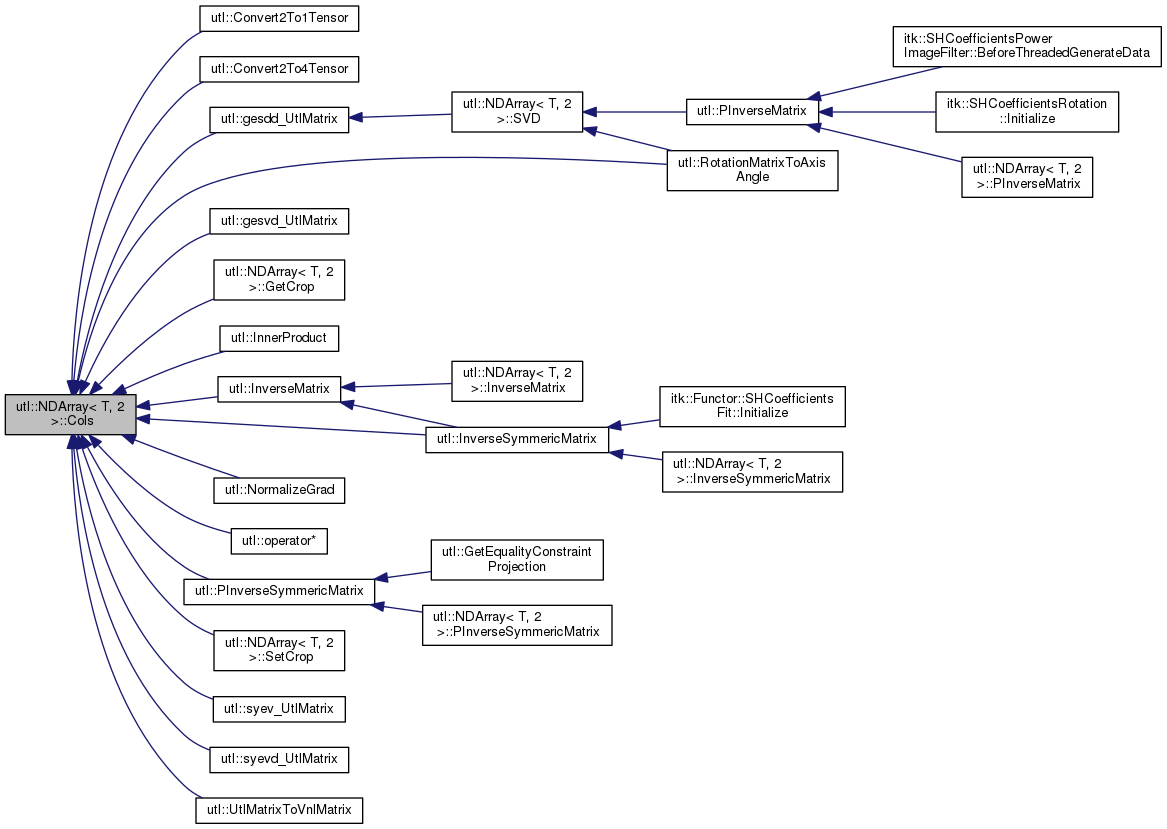 utl::Convert2To1Tensor
utl::Convert2To4Tensor
utl::gesdd_UtlMatrix
utl::NDArray< T, 2
>::SVD
utl::PInverseMatrix
itk::SHCoefficientsPower
ImageFilter::BeforeThreadedGenerateData
itk::SHCoefficientsRotation
::Initialize
utl::NDArray< T, 2
>::PInverseMatrix
utl::RotationMatrixToAxis
Angle
utl::gesvd_UtlMatrix
utl::NDArray< T, 2
>::GetCrop
utl::InnerProduct
utl::InverseMatrix
utl::NDArray< T, 2
>::InverseMatrix
utl::NDArray< T, 2
>::Cols
utl::InverseSymmericMatrix
itk::Functor::SHCoefficients
Fit::Initialize
utl::NDArray< T, 2
>::InverseSymmericMatrix
utl::NormalizeGrad
utl::operator*
utl::PInverseSymmericMatrix
utl::GetEqualityConstraint
Projection
utl::NDArray< T, 2
>::PInverseSymmericMatrix
utl::NDArray< T, 2
>::SetCrop
utl::syev_UtlMatrix
utl::syevd_UtlMatrix
utl::UtlMatrixToVnlMatrix